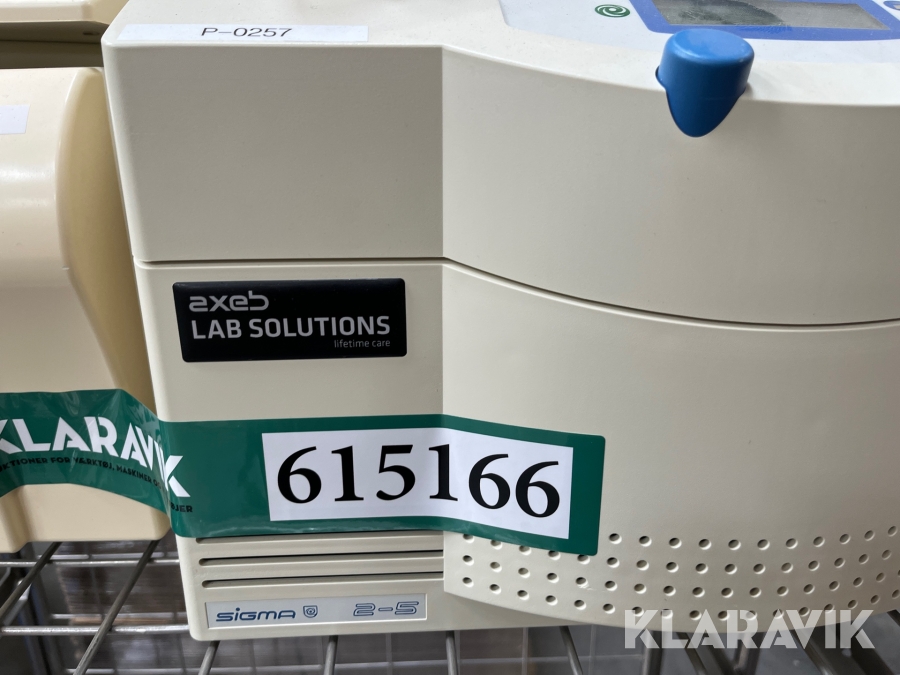 P-0257
axeb
LAB SOLUTIONS
lifetime care
KLARAVIK
615166
SIGMA 2-5
KLARAVIK